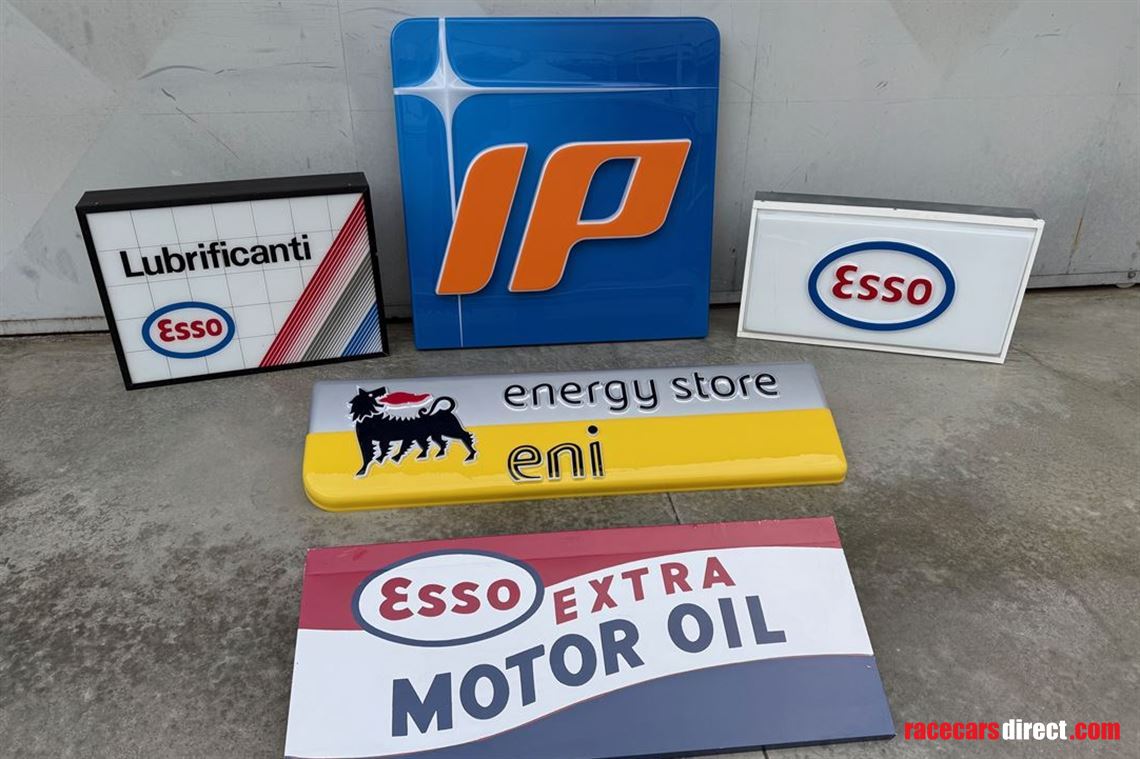 IP
Lubrificanti
Esso
Esso
energy store
eni
Esso EXTRA
MOTOR OIL
racecarsdirect.com